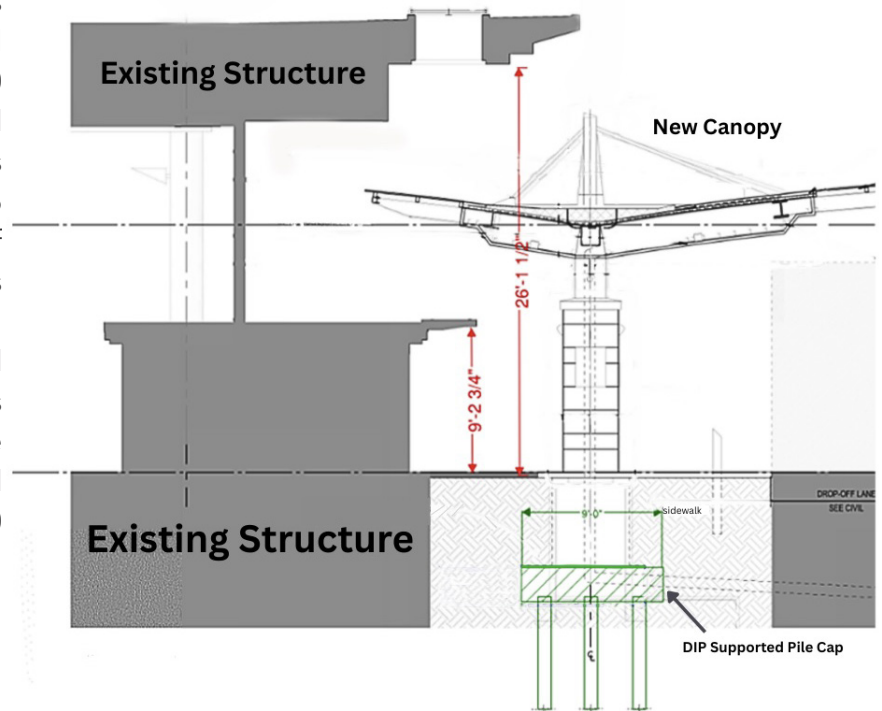 Existing Structure
New Canopy
26'-1 1/2"
9'-2 3/4"
DROP-OFF LANE
SEE CIVIL
9'-0"
sidewalk
Existing Structure
℄
DIP Supported Pile Cap